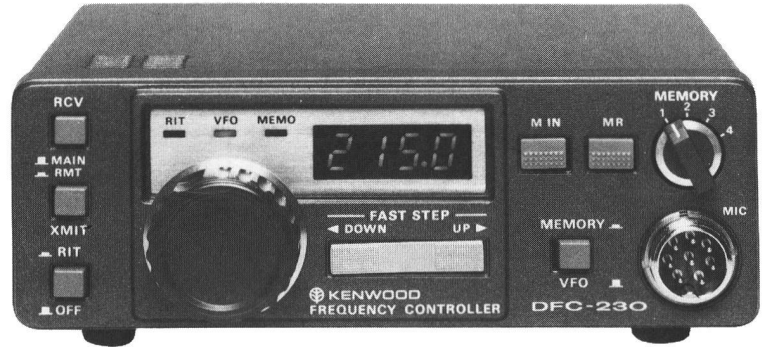 RCV
MAIN
RMT
XMIT
RIT
OFF
RIT VFO MEMO
215.0
FAST STEP
◄ DOWN UP ►
KENWOOD
FREQUENCY CONTROLLER
M IN MR
MEMORY
1 2 3 4
MIC
MEMORY
VFO
DFC-230